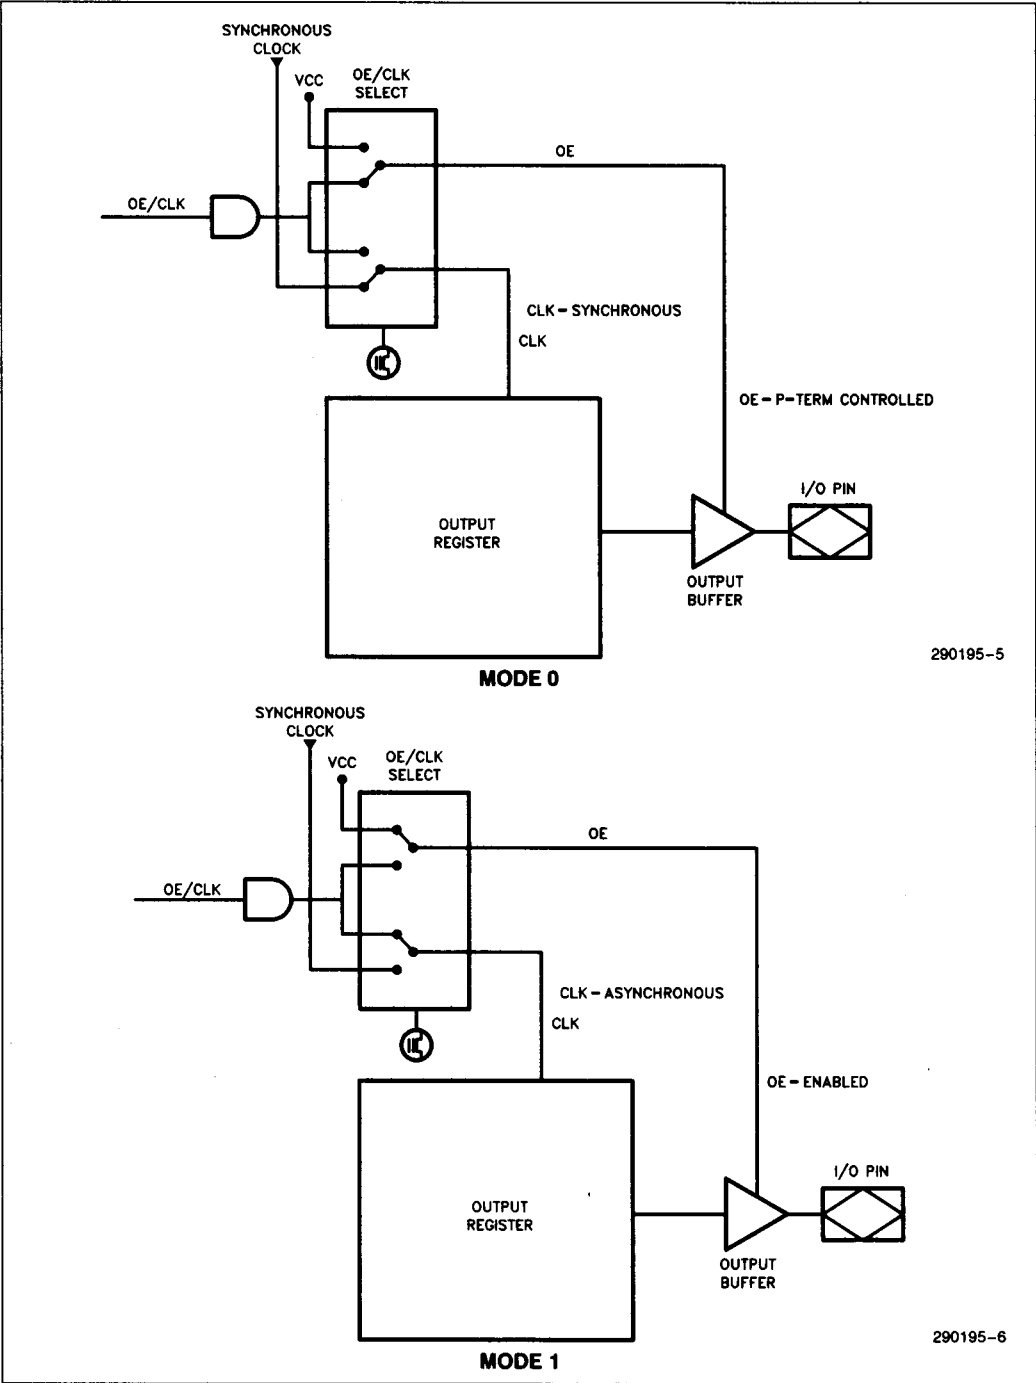 SYNCHRONOUS
CLOCK
VCC
OE/CLK
SELECT
OE
OE/CLK
CLK-SYNCHRONOUS
CLK
OE-P-TERM CONTROLLED
I/O PIN
OUTPUT
REGISTER
OUTPUT
BUFFER
290195-5
MODE 0
SYNCHRONOUS
CLOCK
VCC
OE/CLK
SELECT
OE
OE/CLK
CLK-ASYNCHRONOUS
CLK
OE-ENABLED
I/O PIN
OUTPUT
REGISTER
OUTPUT
BUFFER
290195-6
MODE 1